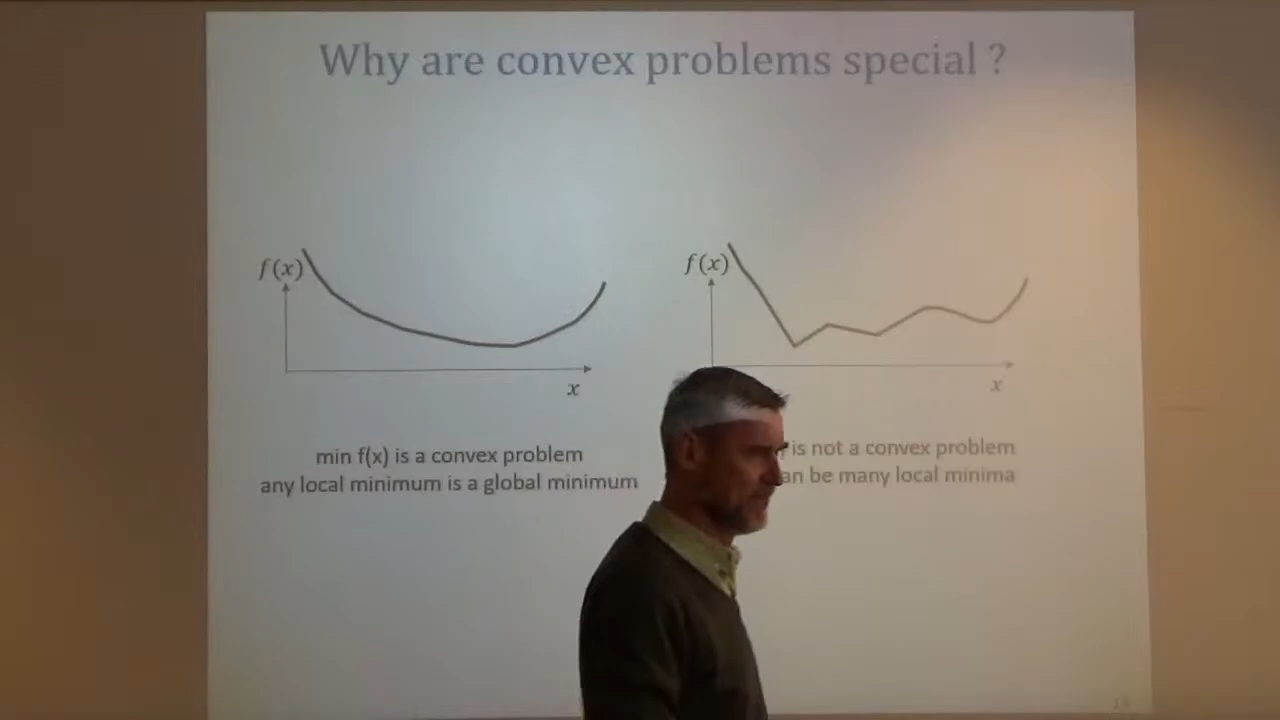 Why are convex problems special ?
f(x)
x
min f(x) is a convex problem
any local minimum is a global minimum
f(x)
x
is not a convex problem
be many local minima